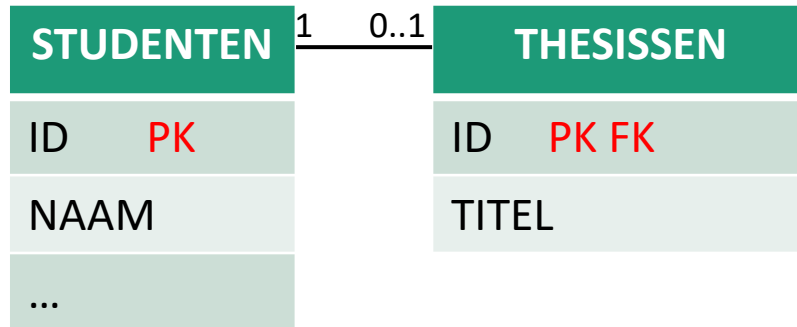 STUDENTEN 1 0..1 THESISSEN
ID PK
NAAM
...
ID PK FK
TITEL